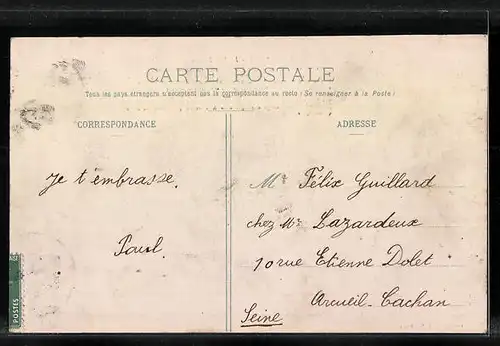 CARTE POSTALE
Tous les pays étrangers n'acceptent pas la correspondance au recto (Se renseigner à la Poste)
CORRESPONDANCE
ADRESSE
Je t'embrasse.
Paul.
Mr Félix Guillard
chez Mr Lazardeux
10 rue Etienne Dolet
Arcueil-Cachan
Seine
POSTES